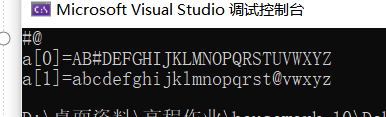 Microsoft Visual Studio 调试控制台
#@
a[0]=AB#DEFGHIJKLMNOPQRSTUVWXYZ
a[1]=abcdefghijklmnopqrst@vwxyz